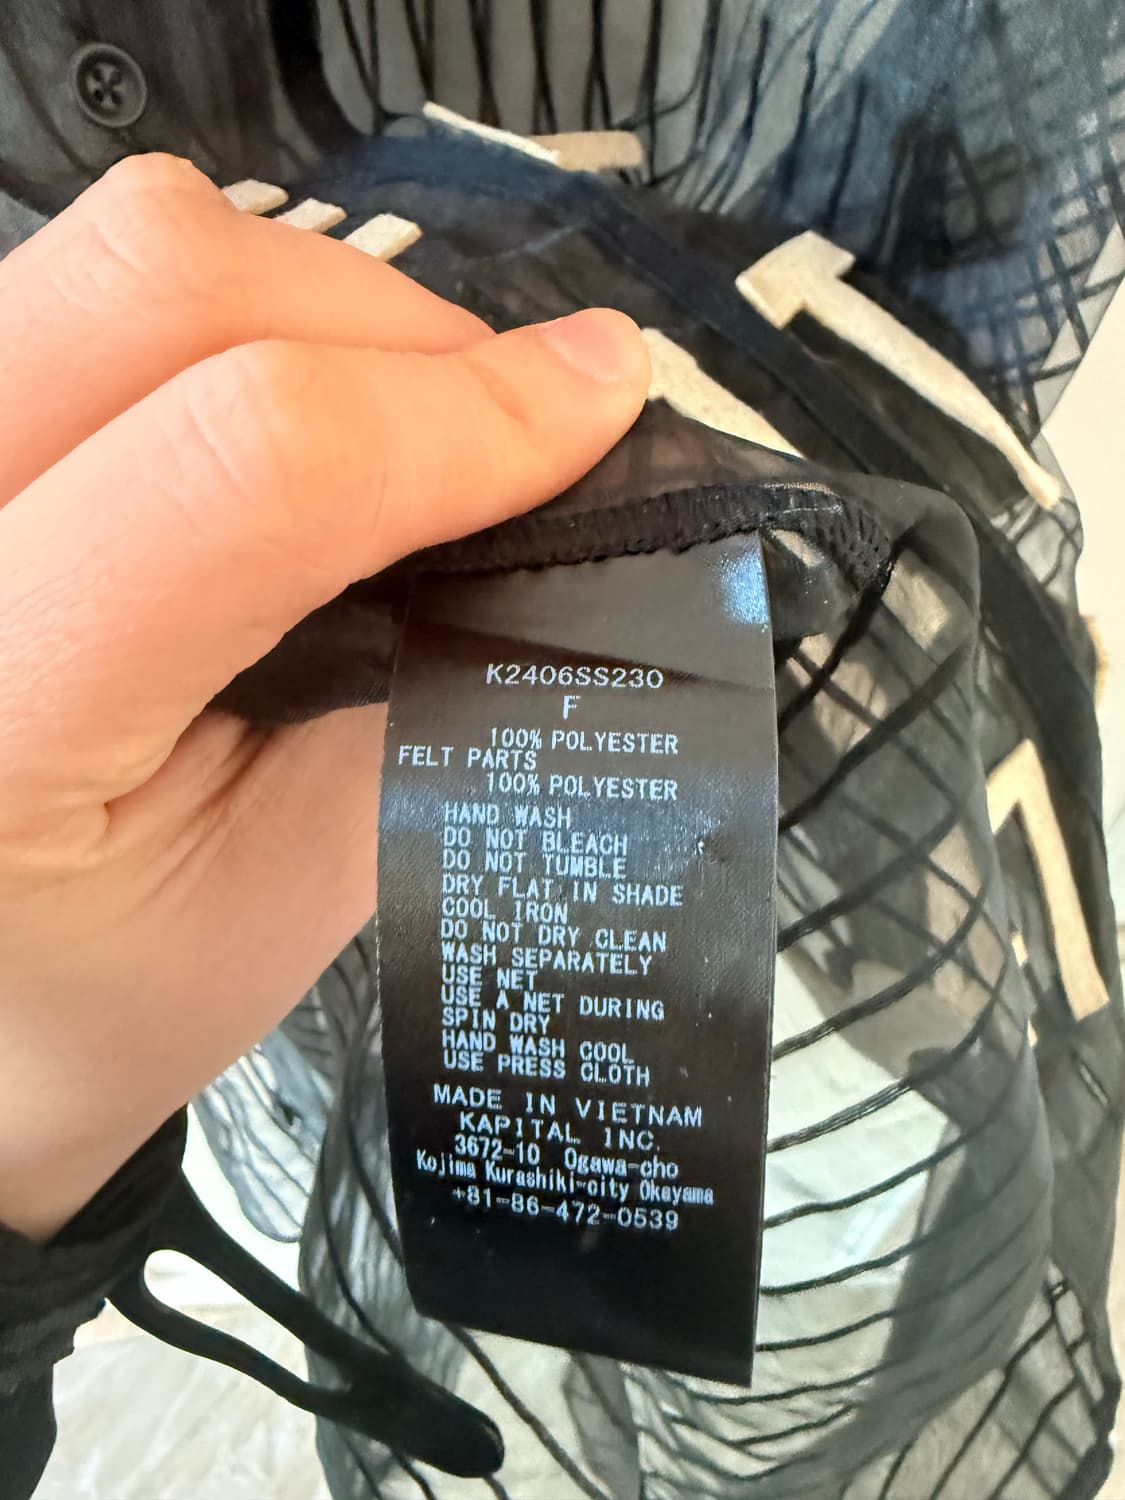 K2406SS230
F
100% POLYESTER
FELT PARTS
100% POLYESTER
HAND WASH
DO NOT BLEACH
DO NOT TUMBLE
DRY FLAT IN SHADE
COOL IRON
DO NOT DRY CLEAN
WASH SEPARATELY
USE NET
USE A NET DURING
SPIN DRY
HAND WASH COOL
USE PRESS CLOTH
MADE IN VIETNAM
KAPITAL INC.
3672-10 Ogawa-cho
Kojima Kurashiki-city Okayama
+81-86-472-0539